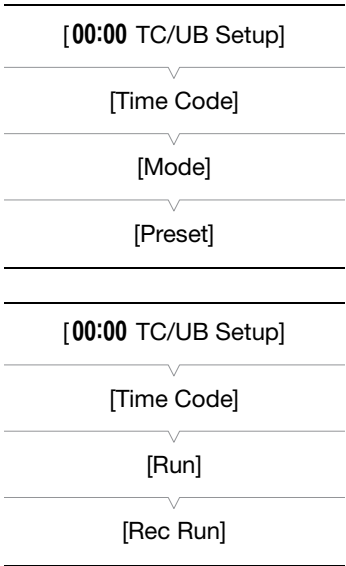 [00:00 TC/UB Setup]
[Time Code]
[Mode]
[Preset]
[00:00 TC/UB Setup]
[Time Code]
[Run]
[Rec Run]